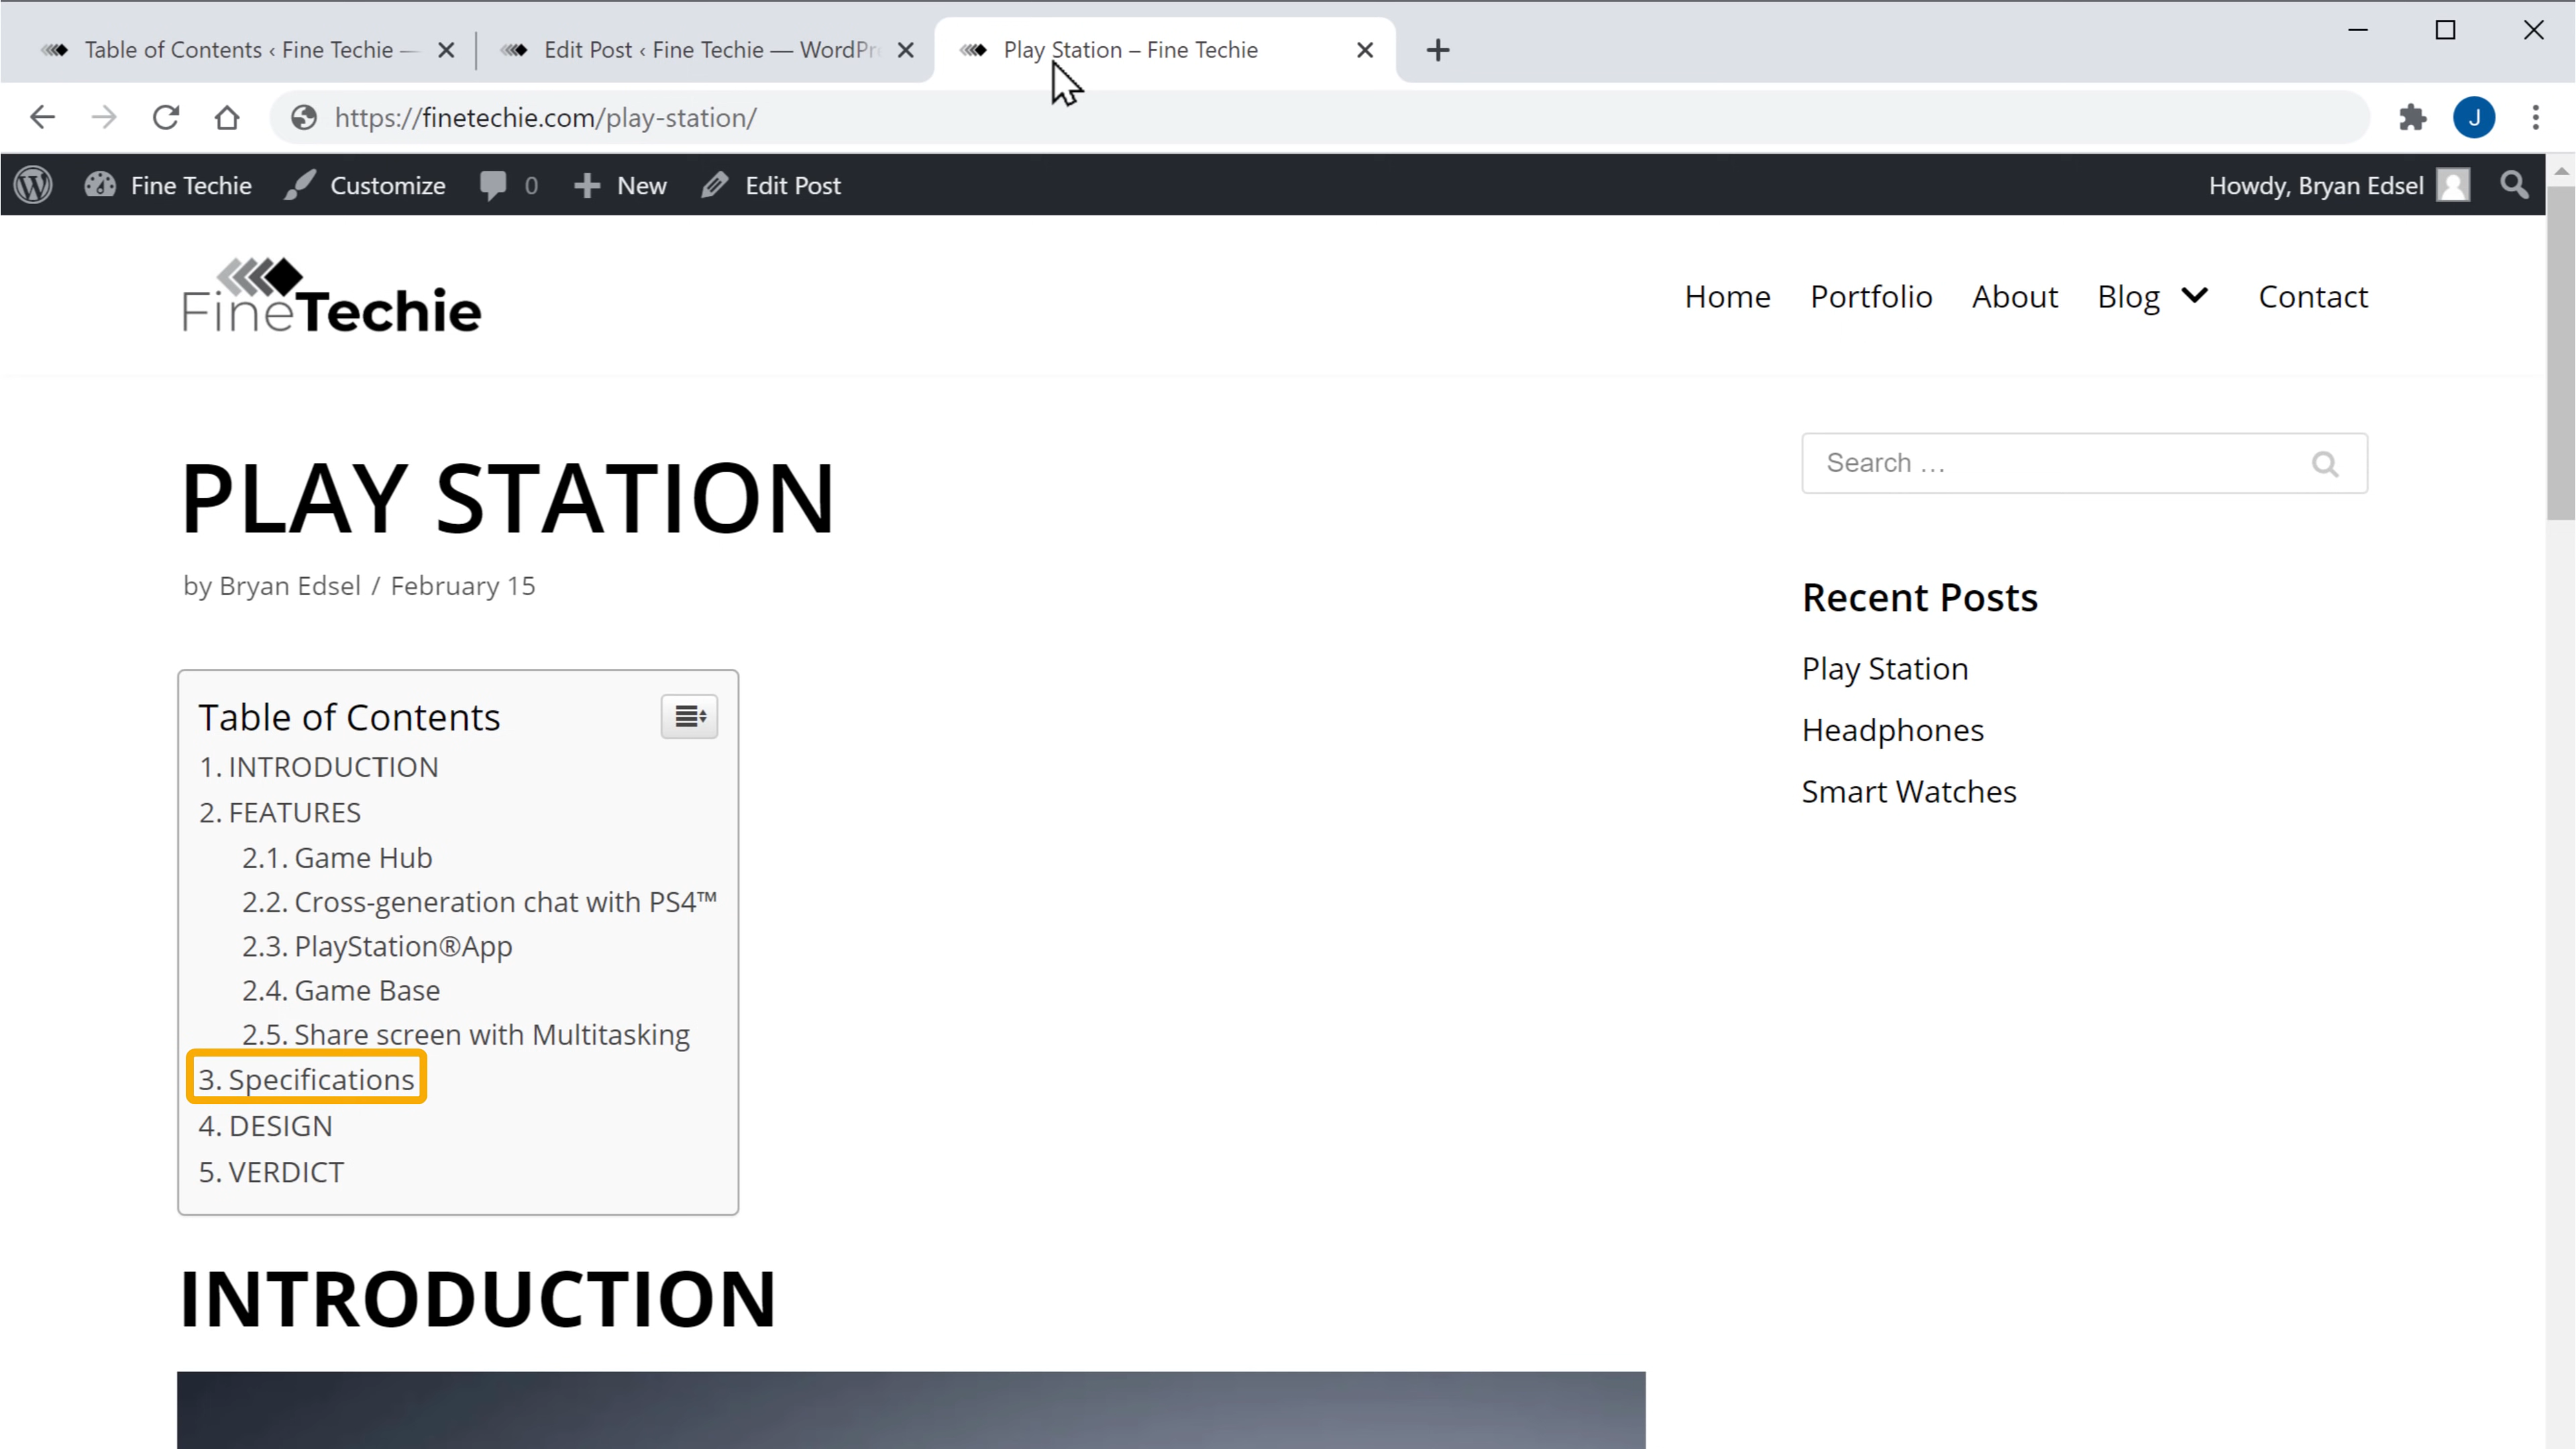 Table of Contents ‹ Fine Techie —
Edit Post ‹ Fine Techie — WordPr
Play Station – Fine Techie
https://finetechie.com/play-station/
J
Fine Techie
Customize
0
New
Edit Post
Howdy, Bryan Edsel
FineTechie
Home
Portfolio
About
Blog
Contact
PLAY STATION
by Bryan Edsel / February 15
Table of Contents
1. INTRODUCTION
2. FEATURES
2.1. Game Hub
2.2. Cross-generation chat with PS4™
2.3. PlayStation®App
2.4. Game Base
2.5. Share screen with Multitasking
3. Specifications
4. DESIGN
5. VERDICT
INTRODUCTION
Search …
Recent Posts
Play Station
Headphones
Smart Watches